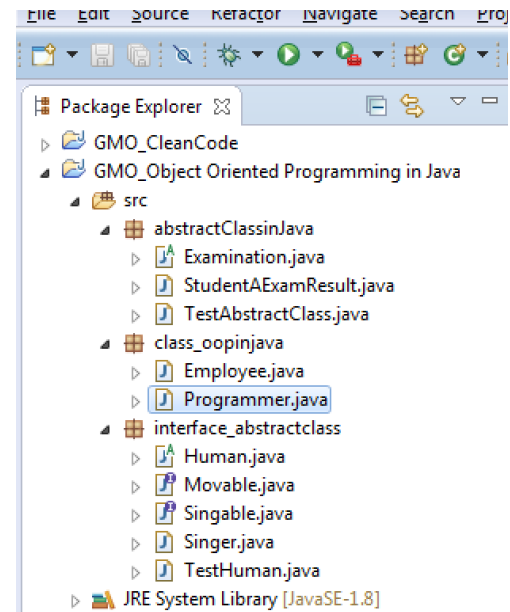 File Edit Source Refactor Navigate Search Proj
Package Explorer
GMO_CleanCode
GMO_Object Oriented Programming in Java
src
abstractClassinJava
Examination.java
StudentAExamResult.java
TestAbstractClass.java
class_oopinjava
Employee.java
Programmer.java
interface_abstractclass
Human.java
Movable.java
Singable.java
Singer.java
TestHuman.java
JRE System Library [JavaSE-1.8]